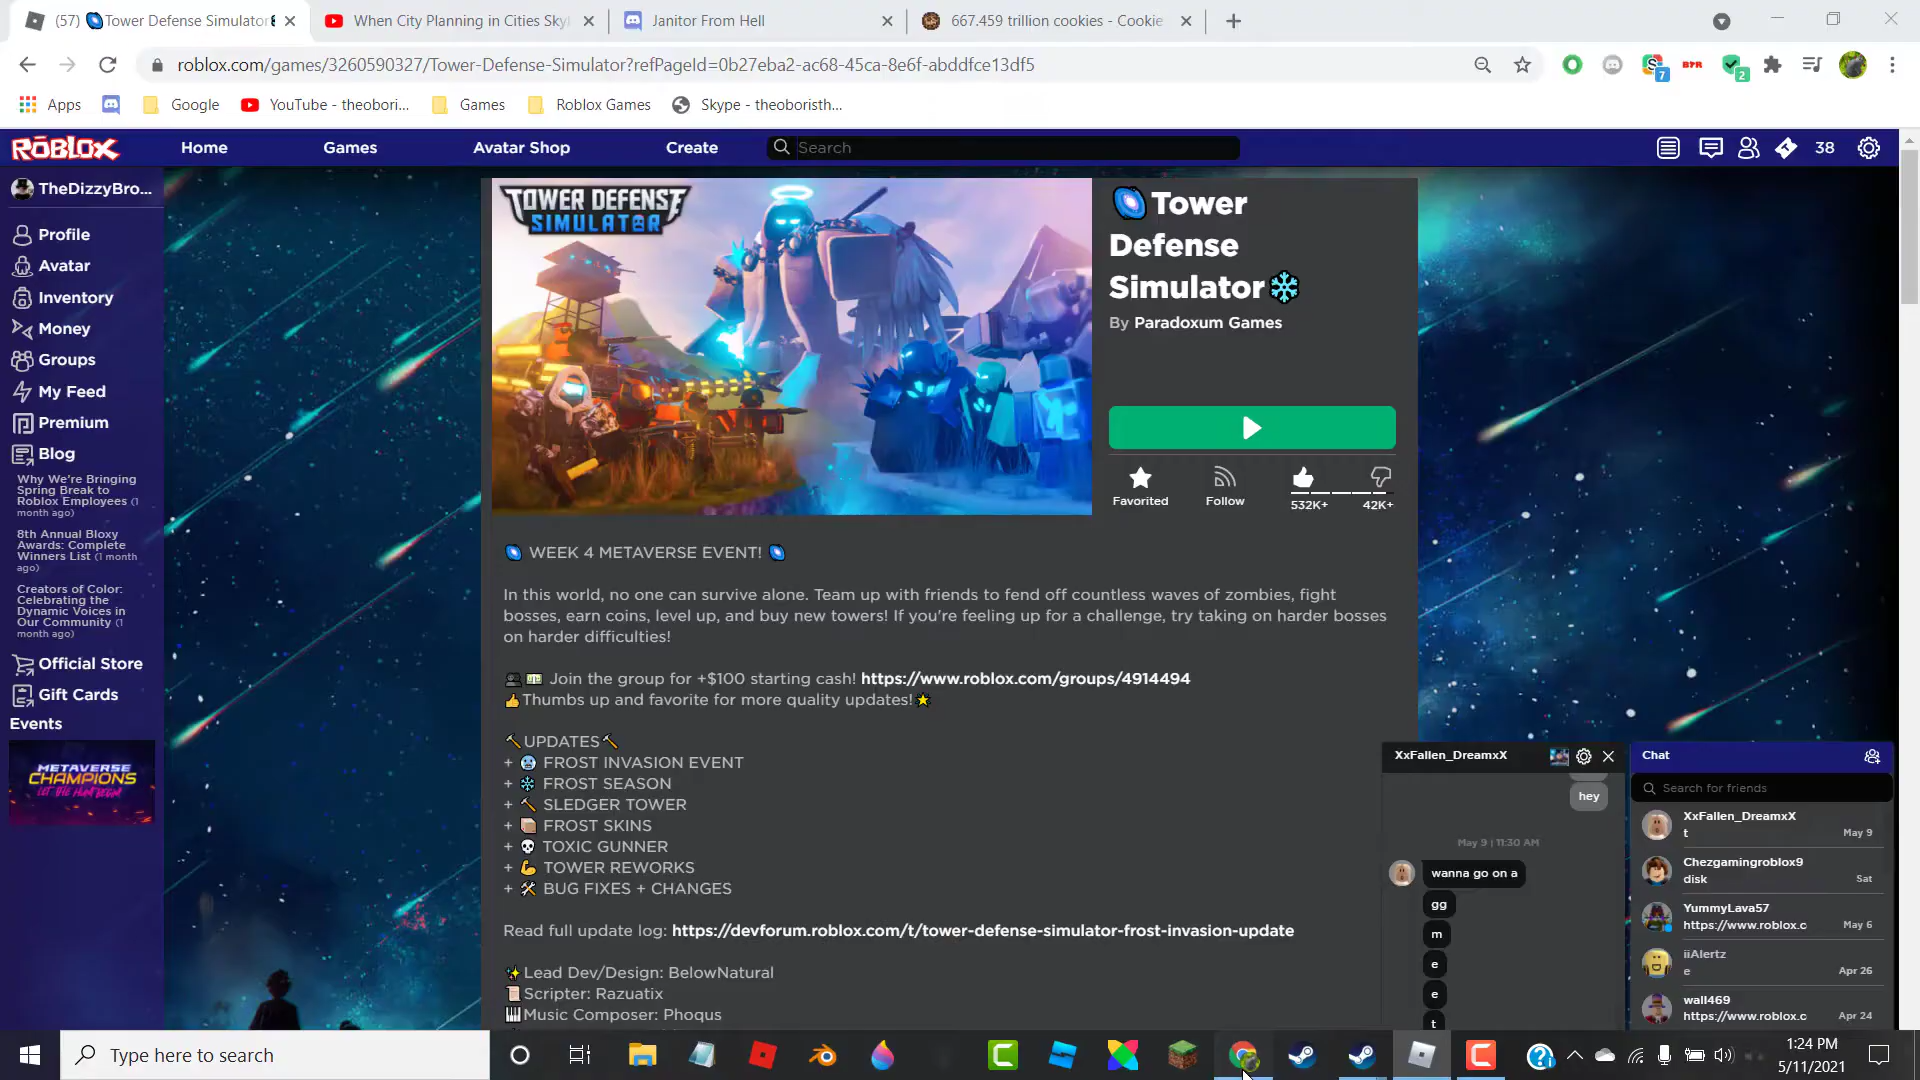 (57) Tower Defense Simulator
When City Planning in Cities Sky
Janitor From Hell
667.459 trillion cookies - Cookie
roblox.com/games/3260590327/Tower-Defense-Simulator?refPageId=0b27eba2-ac68-45ca-8e6f-abddfce13df5
7
BTR
2
Apps
Google
YouTube - theobori...
Games
Roblox Games
Skype - theoboristh...
ROBLOX
Home
Games
Avatar Shop
Create
Search
38
TheDizzyBro...
Profile
Avatar
Inventory
Money
Groups
My Feed
Premium
Blog
Why We're Bringing
Spring Break to
Roblox Employees (1
month ago)
8th Annual Bloxy
Awards: Complete
Winners List (1 month
ago)
Creators of Color:
Celebrating the
Dynamic Voices in
Our Community (1
month ago)
Official Store
Gift Cards
Events
METAVERSE
CHAMPIONS
LET THE HUNT BEGIN!
TOWER DEFENSE
SIMULATOR
Tower
Defense
Simulator
By Paradoxum Games
Favorited
Follow
532K+
42K+
WEEK 4 METAVERSE EVENT!
In this world, no one can survive alone. Team up with friends to fend off countless waves of zombies, fight
bosses, earn coins, level up, and buy new towers! If you're feeling up for a challenge, try taking on harder bosses
on harder difficulties!
Join the group for +$100 starting cash! https://www.roblox.com/groups/4914494
Thumbs up and favorite for more quality updates!
UPDATES
+ FROST INVASION EVENT
+ FROST SEASON
+ SLEDGER TOWER
+ FROST SKINS
+ TOXIC GUNNER
+ TOWER REWORKS
+ BUG FIXES + CHANGES
Read full update log: https://devforum.roblox.com/t/tower-defense-simulator-frost-invasion-update
Lead Dev/Design: BelowNatural
Scripter: Razuatix
Music Composer: Phoqus
XxFallen_DreamxX
hey
May 9 | 11:30 AM
wanna go on a
gg
m
e
e
t
Chat
Search for friends
XxFallen_DreamxX
t
May 9
Chezgamingroblox9
disk
Sat
YummyLava57
https://www.roblox.c
May 6
iiAlertz
e
Apr 26
wall469
https://www.roblox.c
Apr 24
Type here to search
1:24 PM
5/11/2021